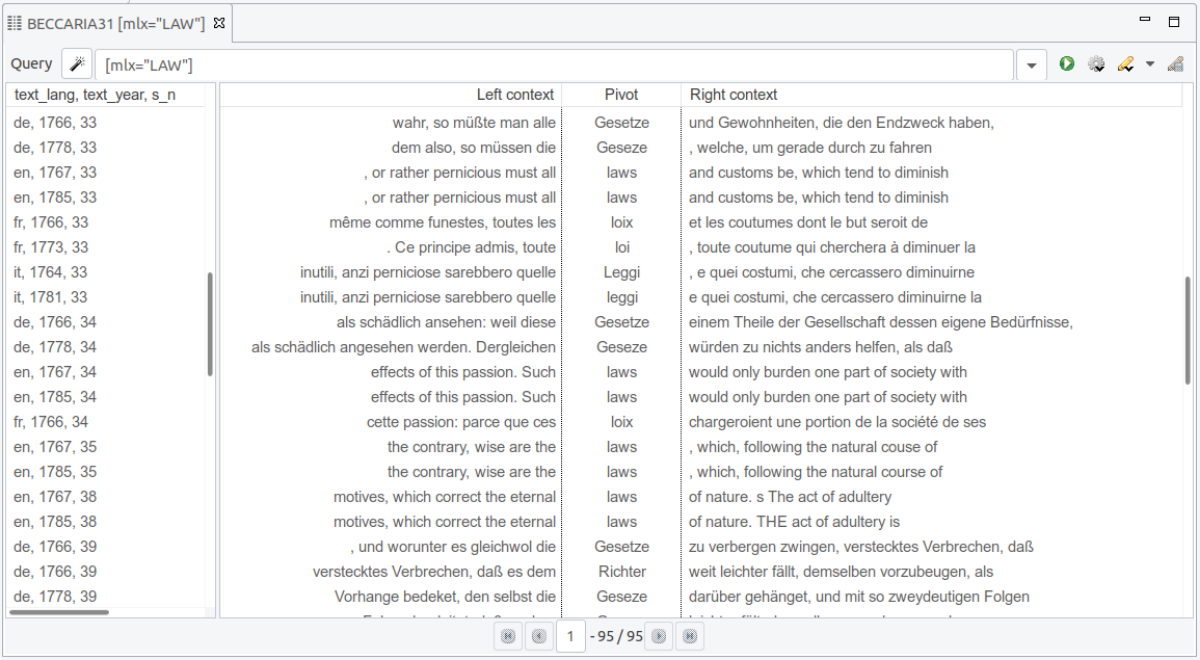 BECCARIA31 [mlx="LAW"]
Query [mlx="LAW"]
text_lang, text_year, s_n Left context Pivot Right context
de, 1766, 33 wahr, so müßte man alle Gesetze und Gewohnheiten, die den Endzweck haben,
de, 1778, 33 dem also, so müssen die Geseze , welche, um gerade durch zu fahren
en, 1767, 33 , or rather pernicious must all laws and customs be, which tend to diminish
en, 1785, 33 , or rather pernicious must all laws and customs be, which tend to diminish
fr, 1766, 33 même comme funestes, toutes les loix et les coutumes dont le but seroit de
fr, 1773, 33 . Ce principe admis, toute loi , toute coutume qui cherchera à diminuer la
it, 1764, 33 inutili, anzi perniciose sarebbero quelle Leggi , e quei costumi, che cercassero diminuirne
it, 1781, 33 inutili, anzi perniciose sarebbero quelle leggi e quei costumi, che cercassero diminuirne la
de, 1766, 34 als schädlich ansehen: weil diese Gesetze einem Theile der Gesellschaft dessen eigene Bedürfnisse,
de, 1778, 34 als schädlich angesehen werden. Dergleichen Geseze würden zu nichts anders helfen, als daß
en, 1767, 34 effects of this passion. Such laws would only burden one part of society with
en, 1785, 34 effects of this passion. Such laws would only burden one part of society with
fr, 1766, 34 cette passion: parce que ces loix chargeroient une portion de la société de ses
en, 1767, 35 the contrary, wise are the laws , which, following the natural couse of
en, 1785, 35 the contrary, wise are the laws , which, following the natural course of
en, 1767, 38 motives, which correct the eternal laws of nature. s The act of adultery
en, 1785, 38 motives, which correct the eternal laws of nature. THE act of adultery is
de, 1766, 39 , und worunter es gleichwol die Gesetze zu verbergen zwingen, verstecktes Verbrechen, daß
de, 1766, 39 verstecktes Verbrechen, daß es dem Richter weit leichter fällt, demselben vorzubeugen, als
de, 1778, 39 Vorhange bedeket, den selbst die Geseze darüber gehänget, und mit so zweydeutigen Folgen
1 - 95 / 95